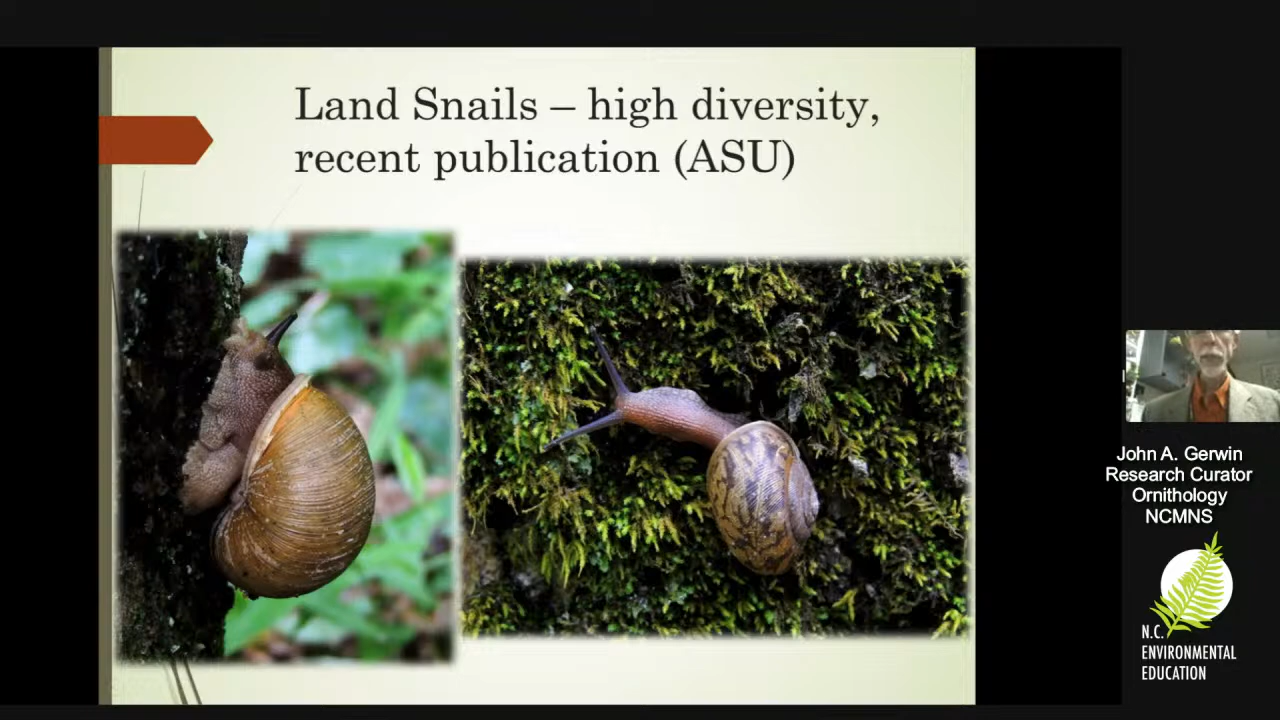 Land Snails – high diversity,
recent publication (ASU)
John A. Gerwin
Research Curator
Ornithology
NCMNS
N.C.
ENVIRONMENTAL
EDUCATION